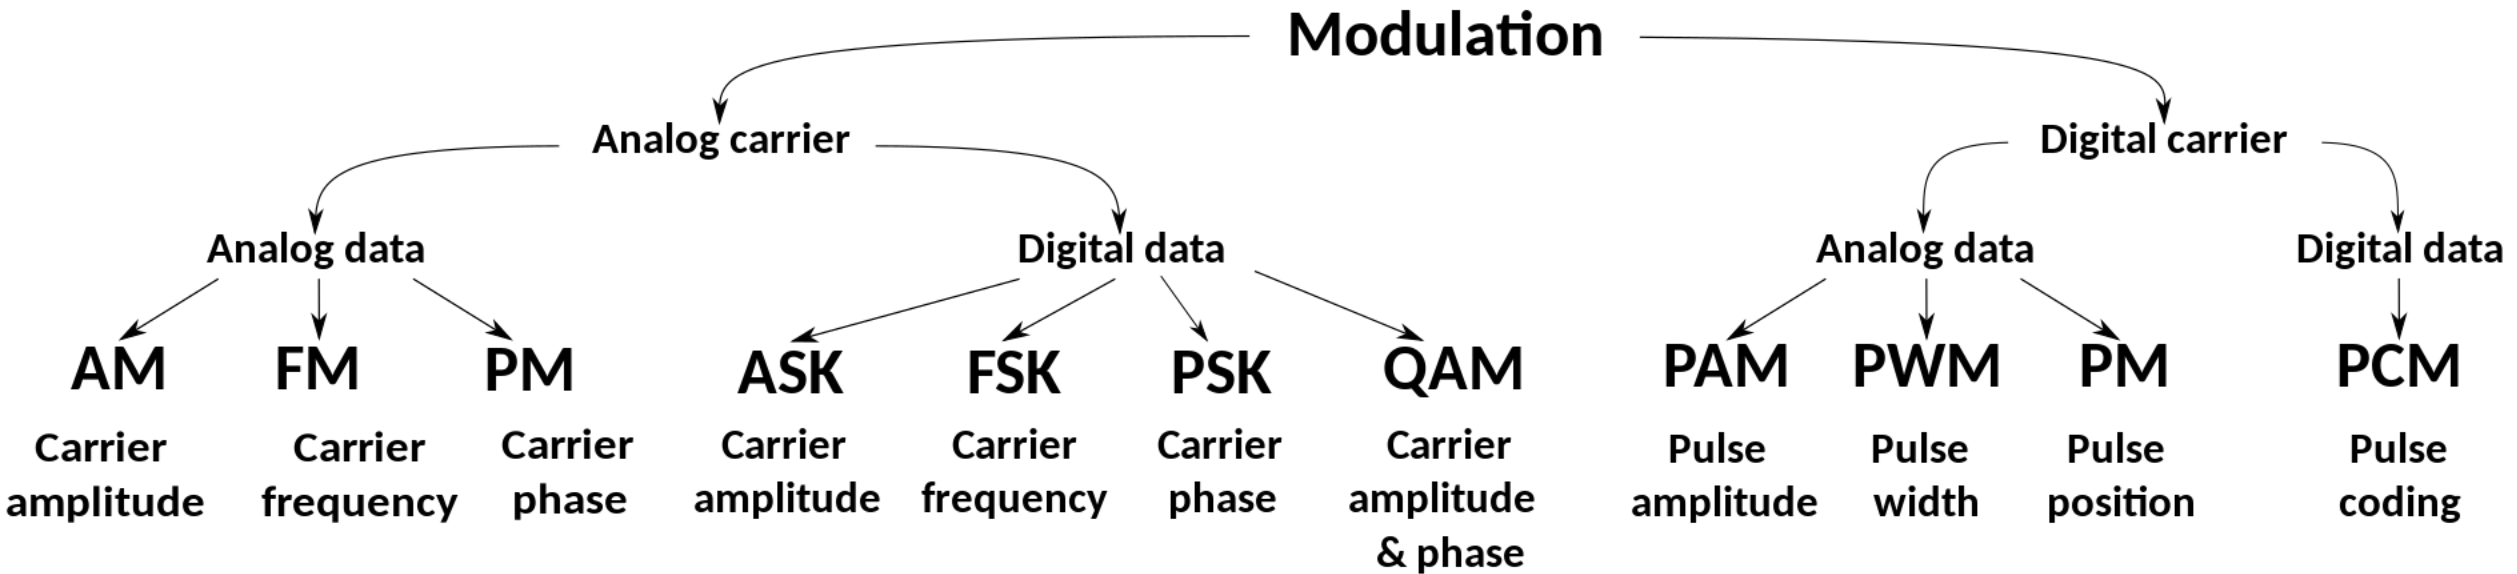 Modulation
Analog carrier
Digital carrier
Analog data
Digital data
Analog data
Digital data
AM
FM
PM
ASK
FSK
PSK
QAM
PAM
PWM
PM
PCM
Carrier
amplitude
Carrier
frequency
Carrier
phase
Carrier
amplitude
Carrier
frequency
Carrier
phase
Carrier
amplitude
& phase
Pulse
amplitude
Pulse
width
Pulse
position
Pulse
coding